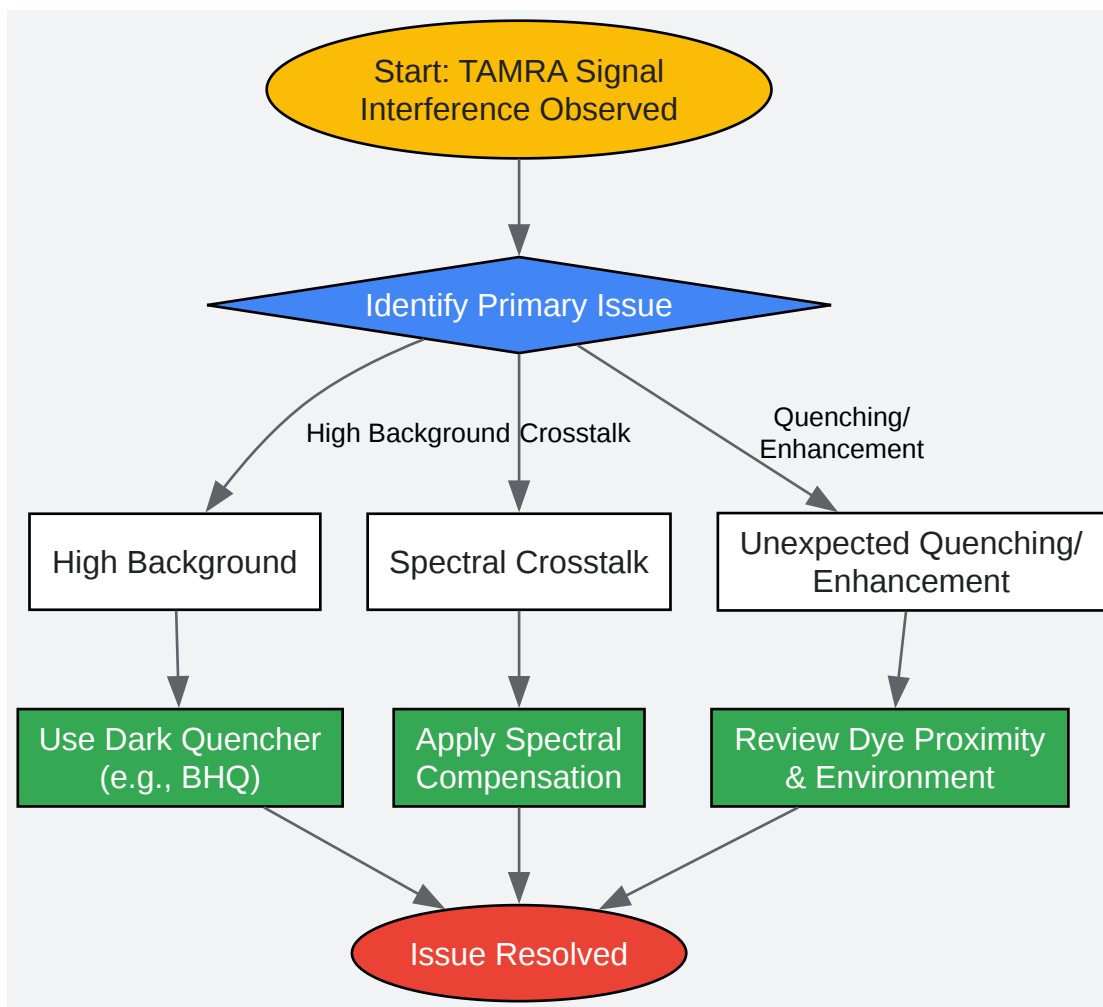 Start: TAMRA Signal
Interference Observed
Identify Primary Issue
High Background
Crosstalk
Quenching/
Enhancement
High Background
Spectral Crosstalk
Unexpected Quenching/
Enhancement
Use Dark Quencher
(e.g., BHQ)
Apply Spectral
Compensation
Review Dye Proximity
& Environment
Issue Resolved